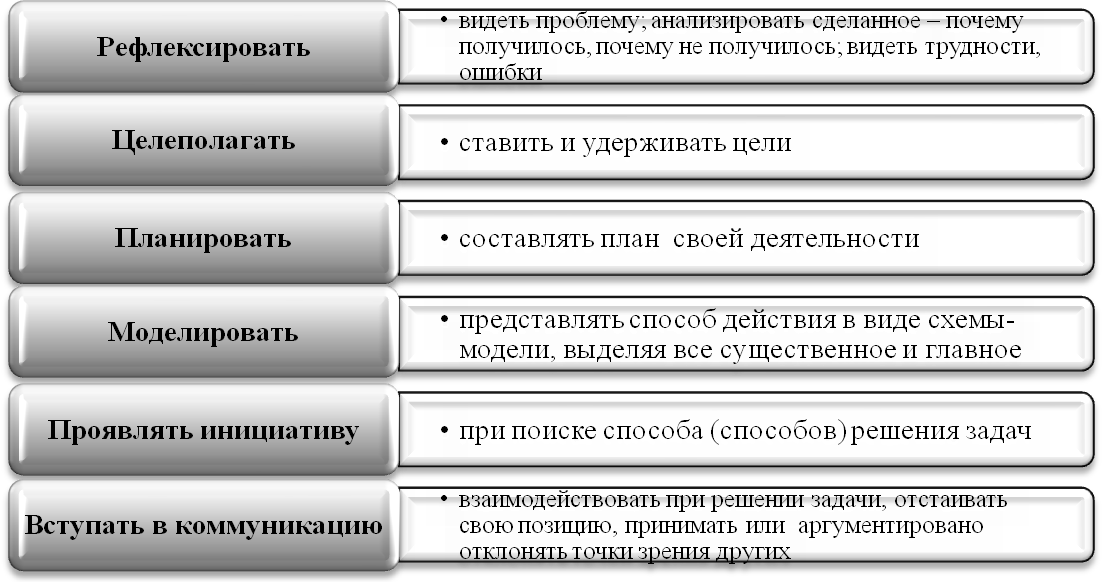 Рефлексировать
• видеть проблему; анализировать сделанное – почему
получилось, почему не получилось; видеть трудности,
ошибки
Целеполагать
• ставить и удерживать цели
Планировать
• составлять план своей деятельности
Моделировать
• представлять способ действия в виде схемы-
модели, выделяя все существенное и главное
Проявлять инициативу
• при поиске способа (способов) решения задач
Вступать в коммуникацию
• взаимодействовать при решении задачи, отстаивать
свою позицию, принимать или аргументировано
отклонять точки зрения других